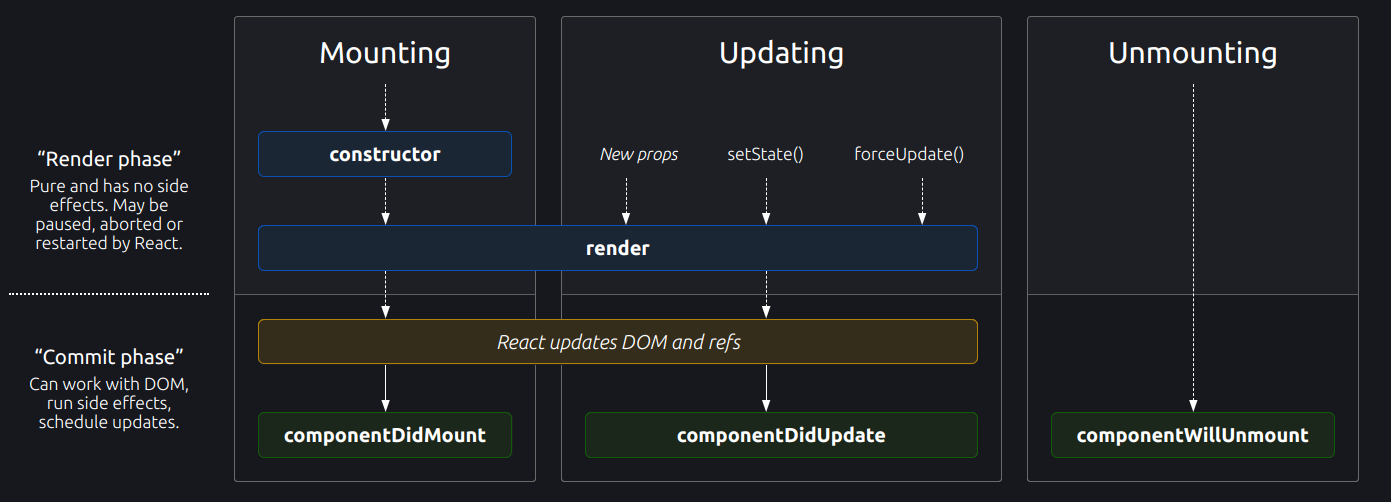 Mounting
Updating
Unmounting
“Render phase”
Pure and has no side
effects. May be
paused, aborted or
restarted by React.
constructor
New props
setState()
forceUpdate()
render
“Commit phase”
Can work with DOM,
run side effects,
schedule updates.
React updates DOM and refs
componentDidMount
componentDidUpdate
componentWillUnmount